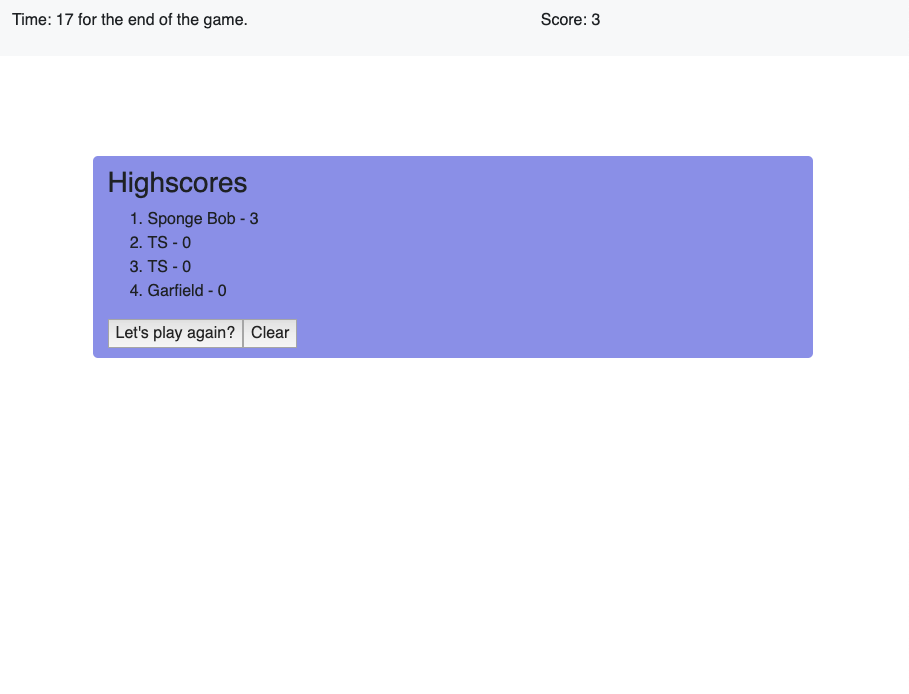 Time: 17 for the end of the game. Score: 3
Highscores
1. Sponge Bob - 3
2. TS - 0
3. TS - 0
4. Garfield - 0
Let's play again? Clear